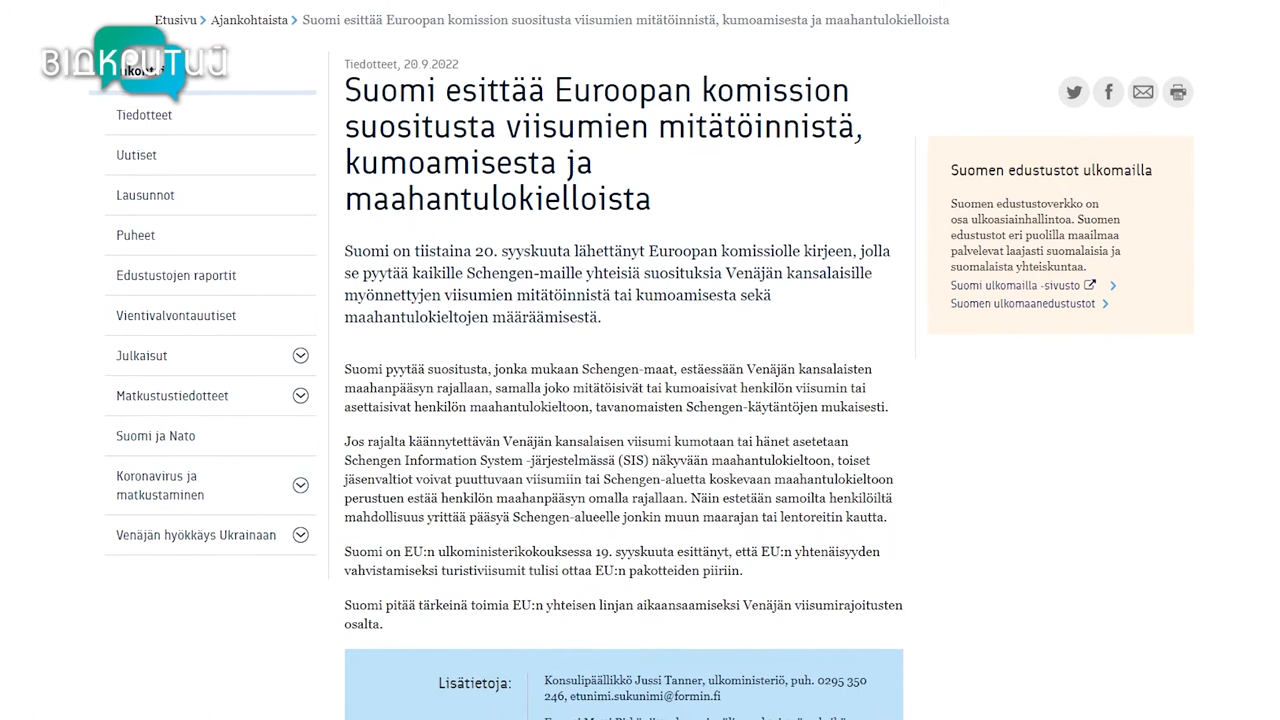 Etusivu
Ajankohtaista
Suomi esittää Euroopan komission suositusta viisumien mitätöinnistä, kumoamisesta ja maahantulokielloista
ВІДКРИТИЙ
Tiedotteet
Uutiset
Lausunnot
Puheet
Edustustojen raportit
Vientivalvontauutiset
Julkaisut
Matkustustiedotteet
Suomi ja Nato
Koronavirus ja
matkustaminen
Venäjän hyökkäys Ukrainaan
Tiedotteet, 20.9.2022
Suomi esittää Euroopan komission
suositusta viisumien mitätöinnistä,
kumoamisesta ja
maahantulokielloista
Suomi on tiistaina 20. syyskuuta lähettänyt Euroopan komissiolle kirjeen, jolla
se pyytää kaikille Schengen-maille yhteisiä suosituksia Venäjän kansalaisille
myönnettyjen viisumien mitätöinnistä tai kumoamisesta sekä
maahantulokieltojen määräämisestä.
Suomi pyytää suositusta, jonka mukaan Schengen-maat, estäessään Venäjän kansalaisten
maahanpääsyn rajallaan, samalla joko mitätöisivät tai kumoaisivat henkilön viisumin tai
asettaisivat henkilön maahantulokieltoon, tavanomaisten Schengen-käytäntöjen mukaisesti.
Jos rajalta käännytettävän Venäjän kansalaisen viisumi kumotaan tai hänet asetetaan
Schengen Information System -järjestelmässä (SIS) näkyvään maahantulokieltoon, toiset
jäsenvaltiot voivat puuttuvaan viisumiin tai Schengen-aluetta koskevaan maahantulokieltoon
perustuen estää henkilön maahanpääsyn omalla rajallaan. Näin estetään samoilta henkilöiltä
mahdollisuus yrittää päästä Schengen-alueelle jonkin muun maarajan tai lentoreitin kautta.
Suomi on EU:n ulkoministerikokouksessa 19. syyskuuta esittänyt, että EU:n yhtenäisyyden
vahvistamiseksi turistiviisumit tulisi ottaa EU:n pakotteiden piiriin.
Suomi pitää tärkeinä toimia EU:n yhteisen linjan aikaansaamiseksi Venäjän viisumirajoitusten
osalta.
Lisätietoja:
Konsulipäällikkö Jussi Tanner, ulkoministeriö, puh. 0295 350
246, etunimi.sukunimi@formin.fi
Suomen edustustot ulkomailla
Suomen edustustoverkko on
osa ulkoasiainhallintoa. Suomen
edustustot eri puolilla maailmaa
palvelevat laajasti suomalaisia ja
suomalaista yhteiskuntaa.
Suomi ulkomailla -sivusto
Suomen ulkomaanedustustot